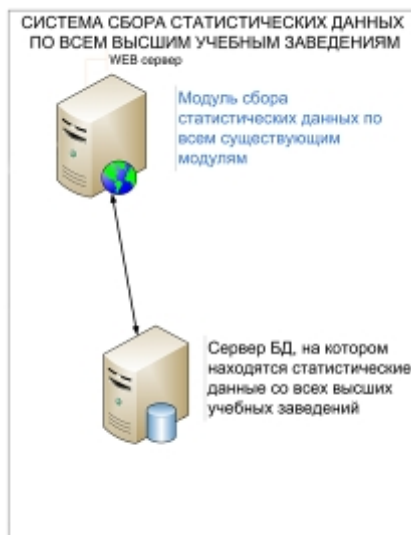 СИСТЕМА СБОРА СТАТИСТИЧЕСКИХ ДАННЫХ
ПО ВСЕМ ВЫСШИМ УЧЕБНЫМ ЗАВЕДЕНИЯМ
WEB сервер
Модуль сбора
статистических данных по
всем существующим
модулям
Сервер БД, на котором
находятся статистические
данные со всех высших
учебных заведений